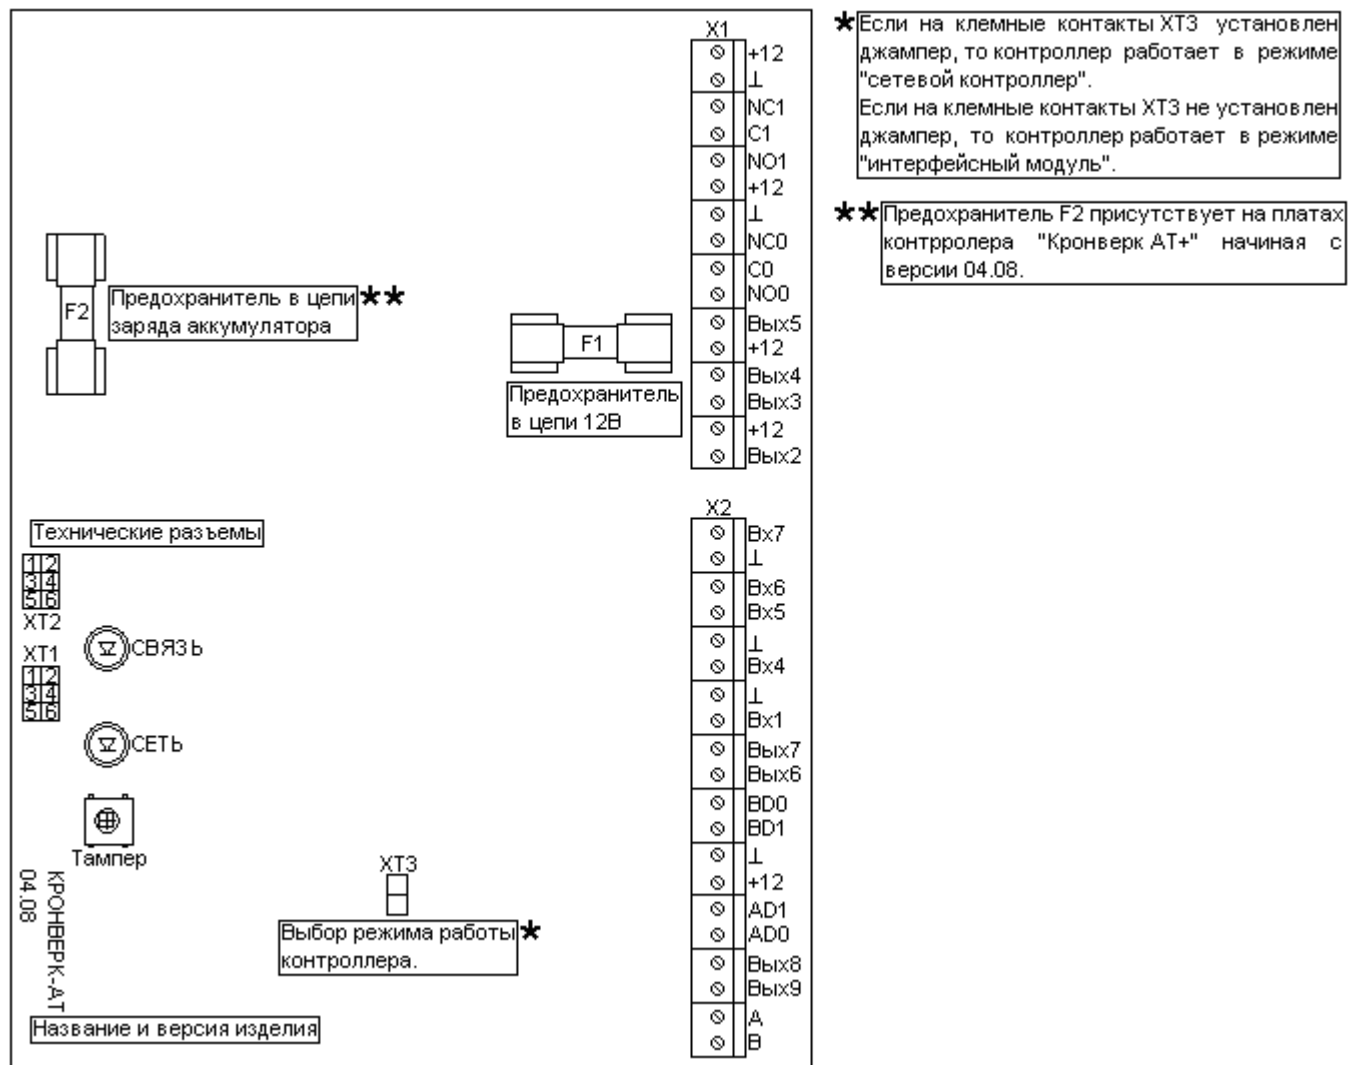 X1
+12
⊥
NC1
C1
NO1
+12
⊥
NC0
C0
NO0
Вых5
+12
Вых4
Вых3
+12
Вых2
F2
Предохранитель в цепи ★★
заряда аккумулятора
F1
Предохранитель
в цепи 12В
Технические разъемы
1 2
3 4
5 6
XT2
СВЯЗЬ
XT1
1 2
3 4
5 6
СЕТЬ
Тампер
КРОНВЕРК-АТ
04.08
Название и версия изделия
XT3
Выбор режима работы ★
контроллера.
X2
Вх7
⊥
Вх6
Вх5
⊥
Вх4
⊥
Вх1
Вых7
Вых6
BD0
BD1
⊥
+12
AD1
AD0
Вых8
Вых9
A
B
★ Если на клемные контакты XT3 установлен
джампер, то контроллер работает в режиме
"сетевой контроллер".
Если на клемные контакты XT3 не установлен
джампер, то контроллер работает в режиме
"интерфейсный модуль".
★★ Предохранитель F2 присутствует на платах
контрролера "Кронверк АТ+" начиная с
версии 04.08.